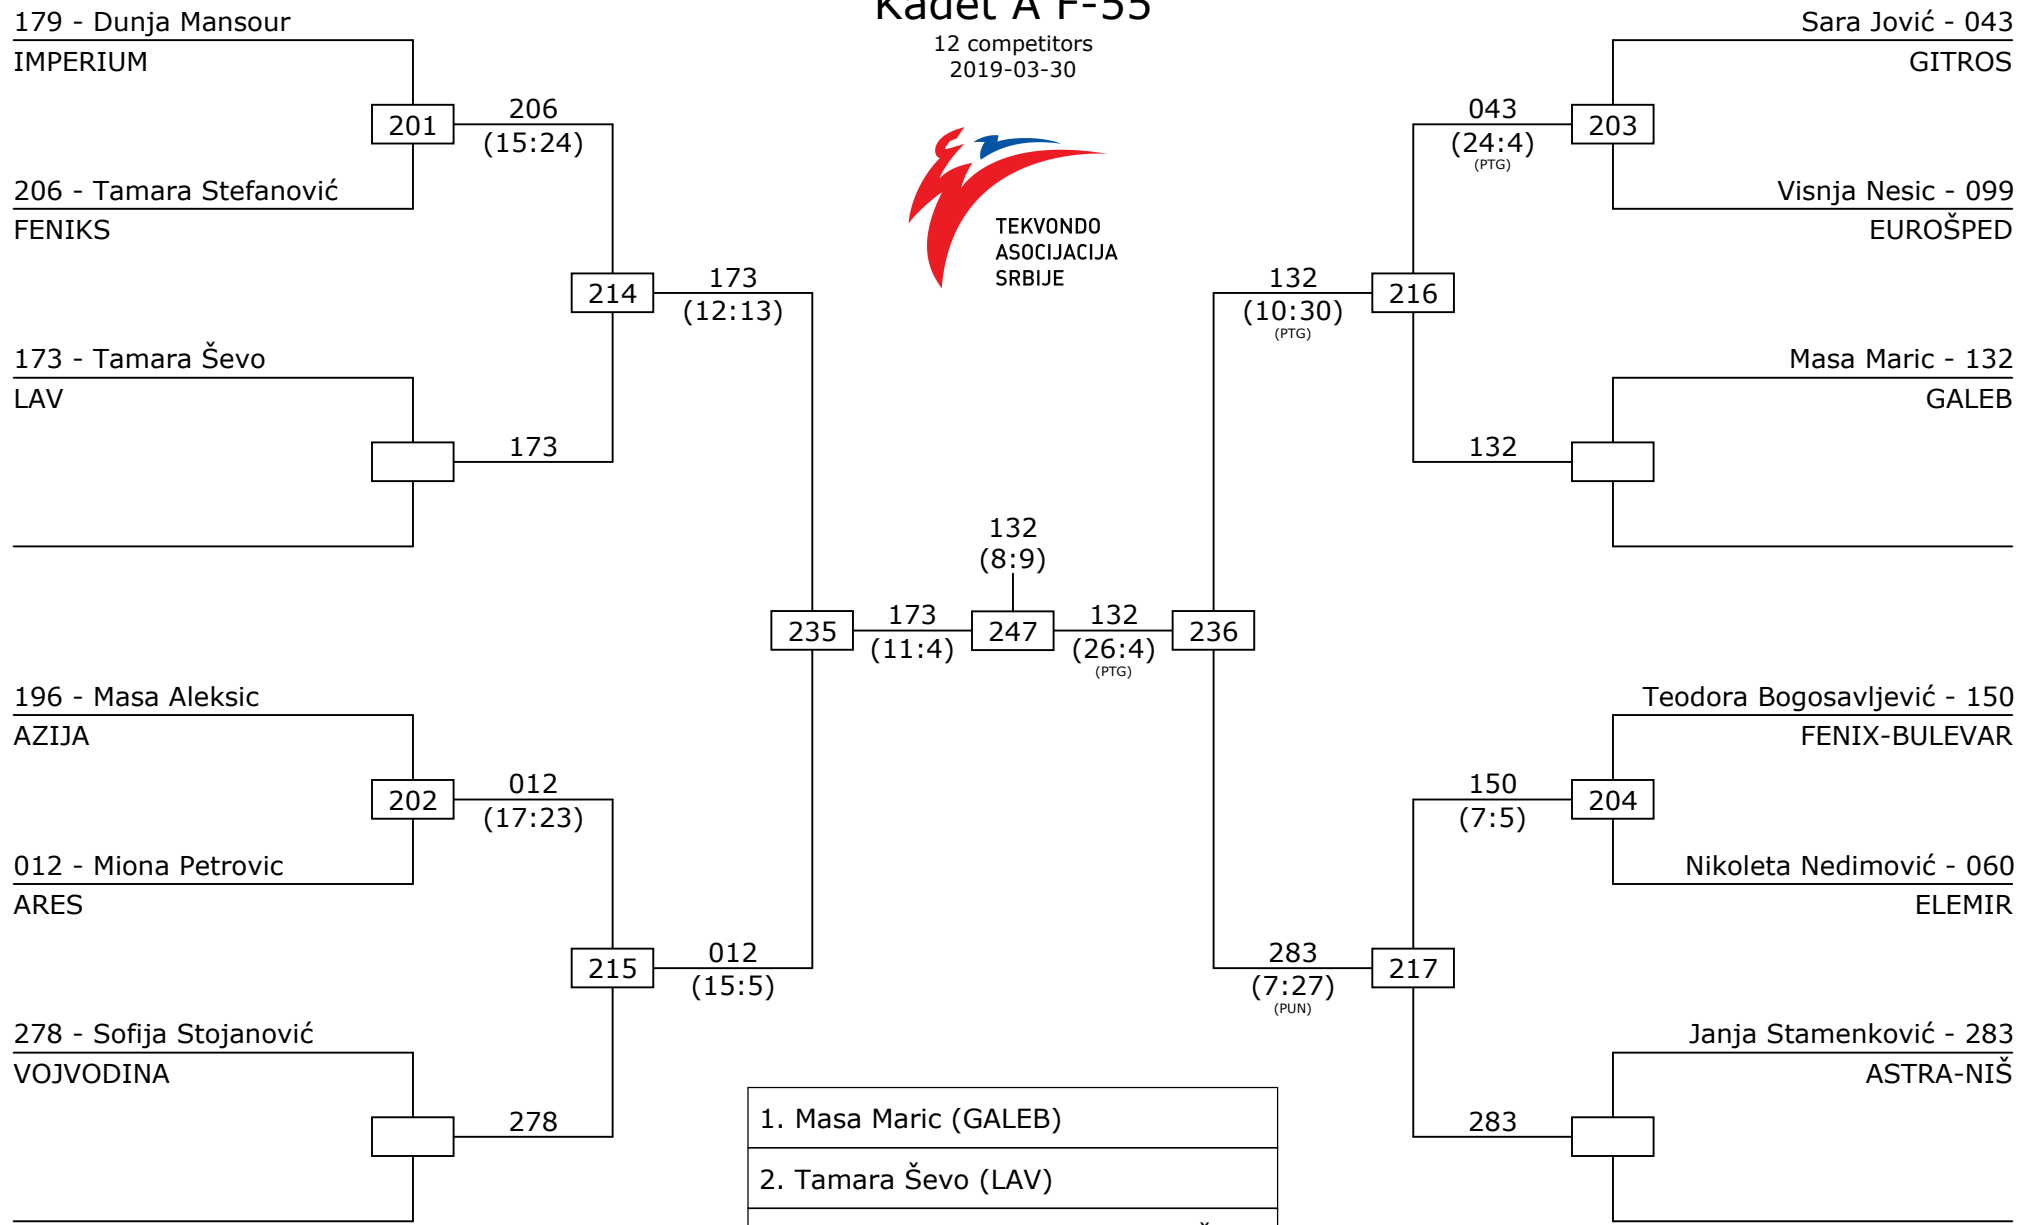 Kadet A F-55
12 competitors
2019-03-30
TEKVONDO
ASOCIJACIJA
SRBIJE
179 - Dunja Mansour
IMPERIUM
201
206
(15:24)
206 - Tamara Stefanović
FENIKS
214
173
(12:13)
173 - Tamara Ševo
LAV
173
196 - Masa Aleksic
AZIJA
202
012
(17:23)
012 - Miona Petrovic
ARES
215
012
(15:5)
278 - Sofija Stojanović
VOJVODINA
278
235
173
(11:4)
132
(8:9)
247
132
(26:4)
(PTG)
236
Sara Jović - 043
GITROS
043
(24:4)
(PTG)
203
Visnja Nesic - 099
EUROŠPED
132
(10:30)
(PTG)
216
Masa Maric - 132
GALEB
132
Teodora Bogosavljević - 150
FENIX-BULEVAR
150
(7:5)
204
Nikoleta Nedimović - 060
ELEMIR
283
(7:27)
(PUN)
217
Janja Stamenković - 283
ASTRA-NIŠ
283
1. Masa Maric (GALEB)
2. Tamara Ševo (LAV)